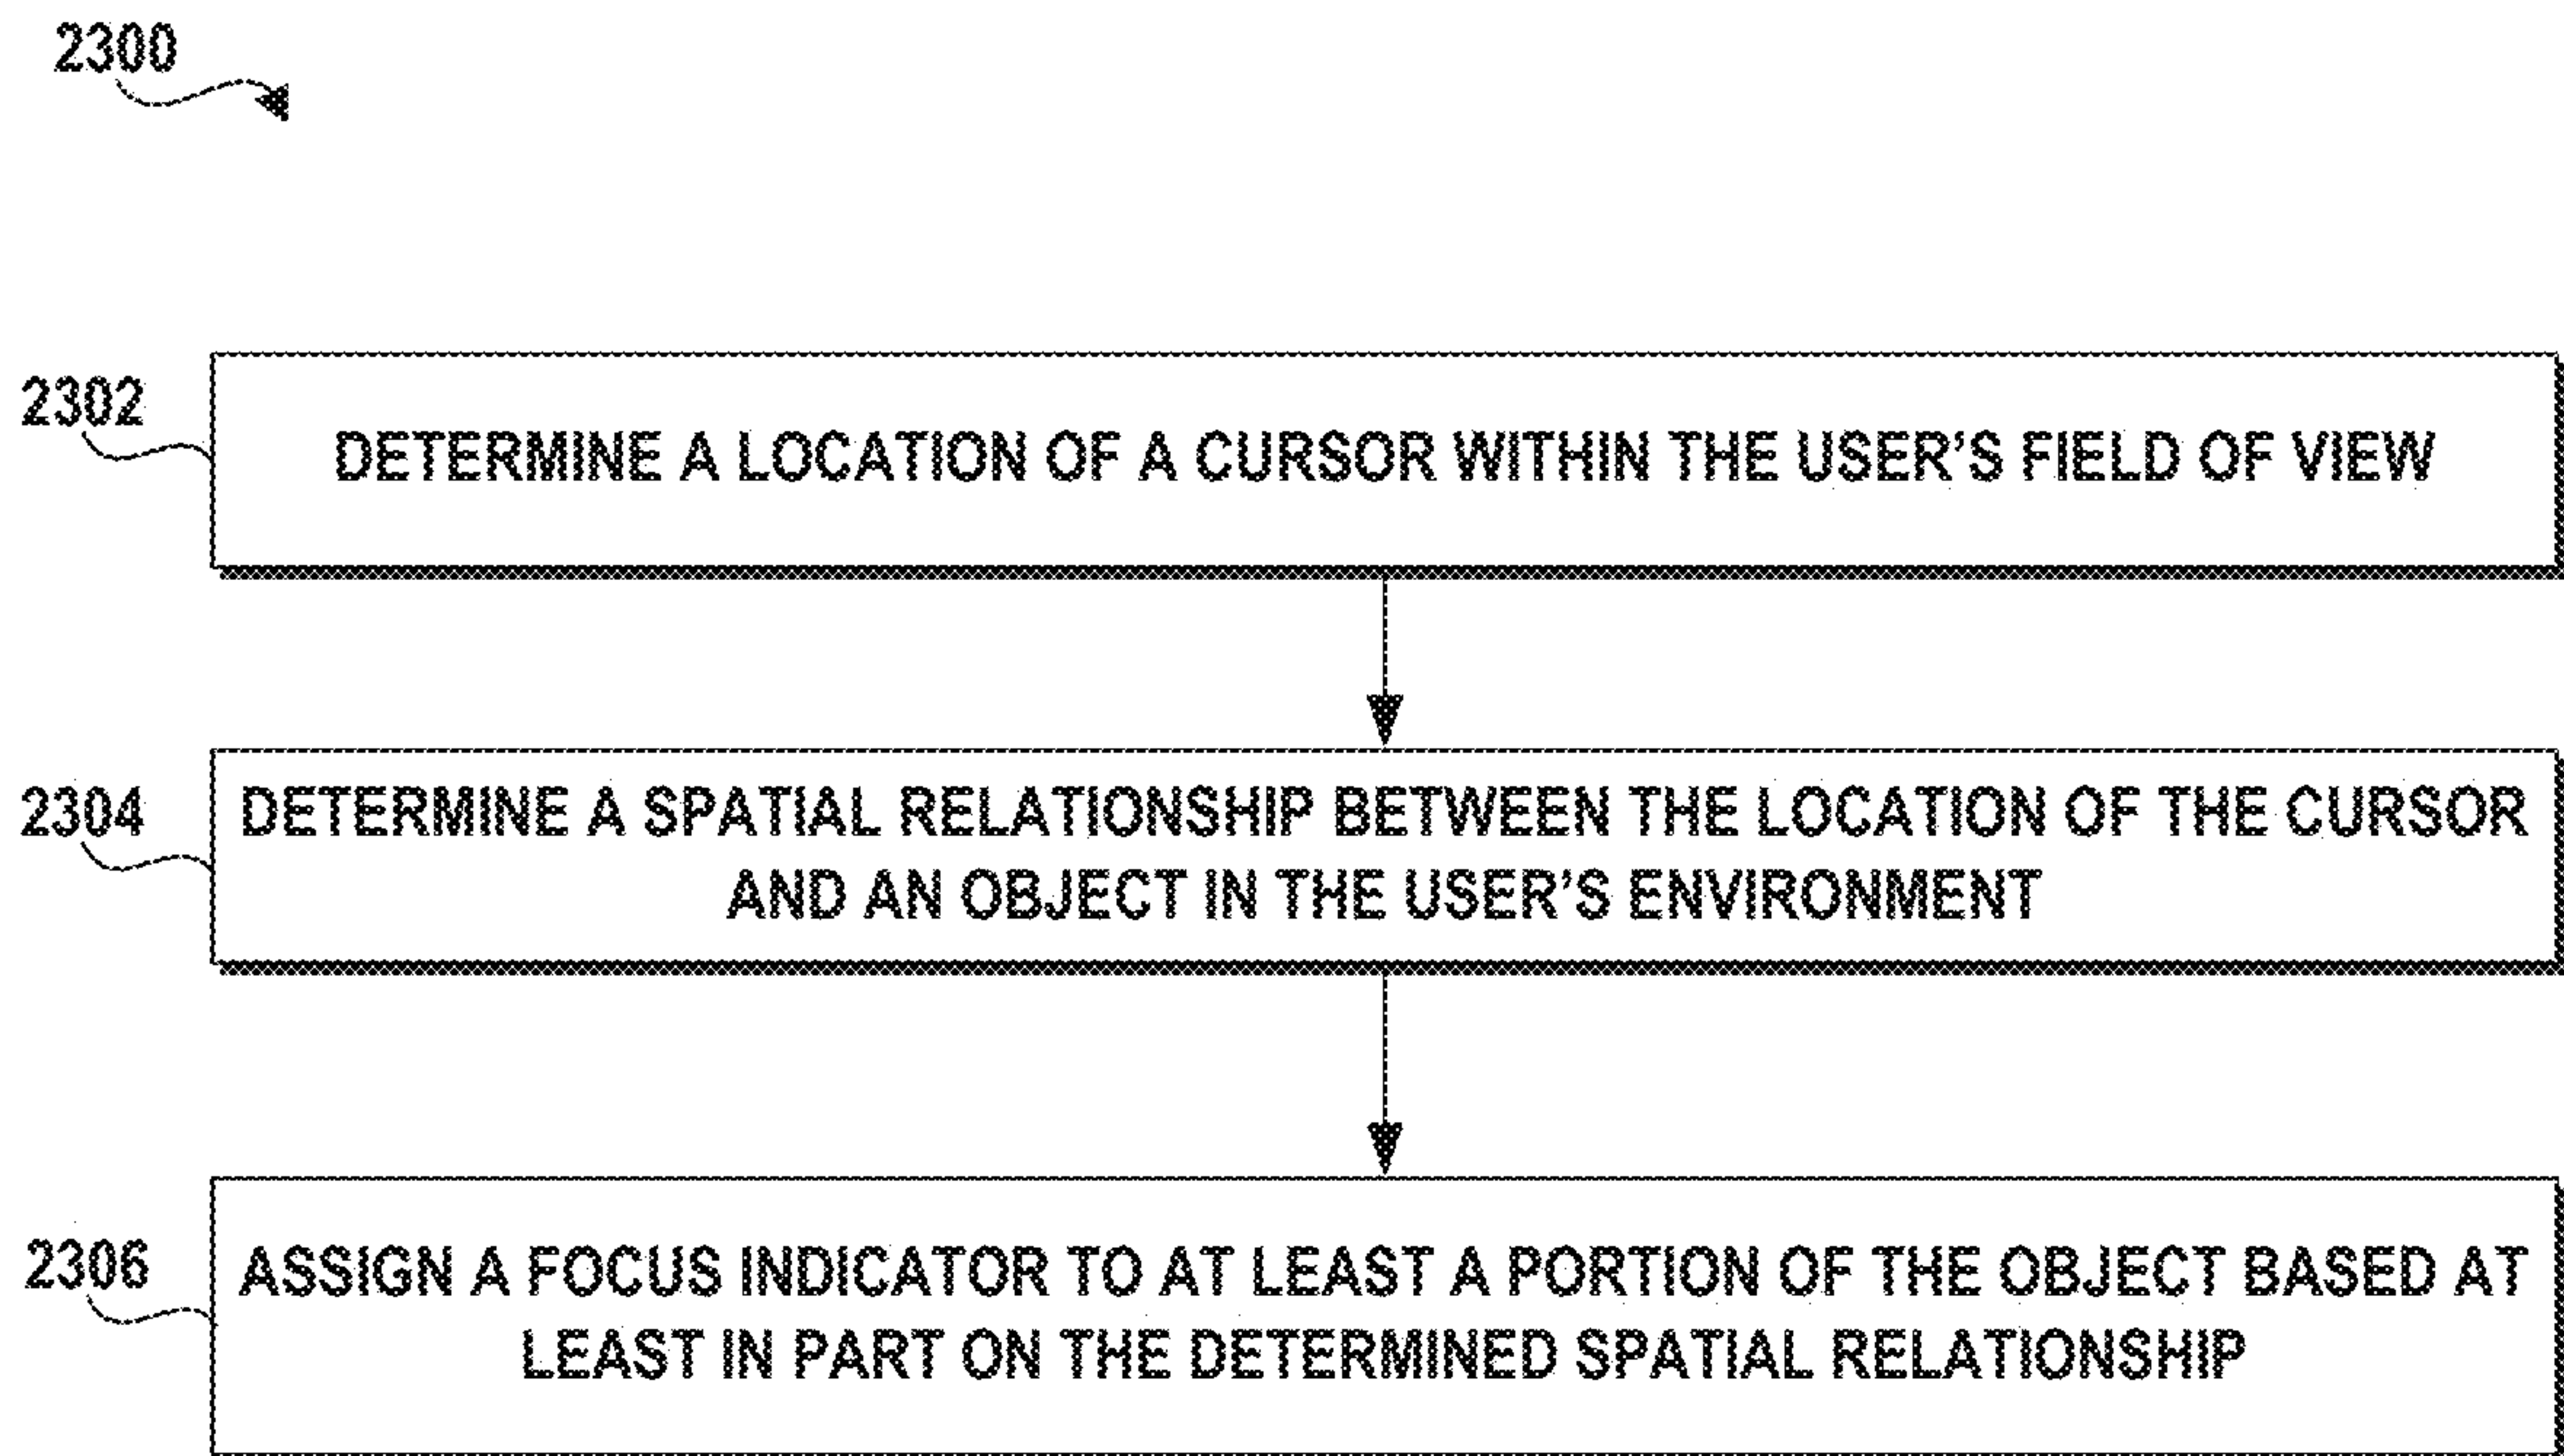 2300
2302
DETERMINE A LOCATION OF A CURSOR WITHIN THE USER'S FIELD OF VIEW
2304
DETERMINE A SPATIAL RELATIONSHIP BETWEEN THE LOCATION OF THE CURSOR
AND AN OBJECT IN THE USER'S ENVIRONMENT
2306
ASSIGN A FOCUS INDICATOR TO AT LEAST A PORTION OF THE OBJECT BASED AT
LEAST IN PART ON THE DETERMINED SPATIAL RELATIONSHIP